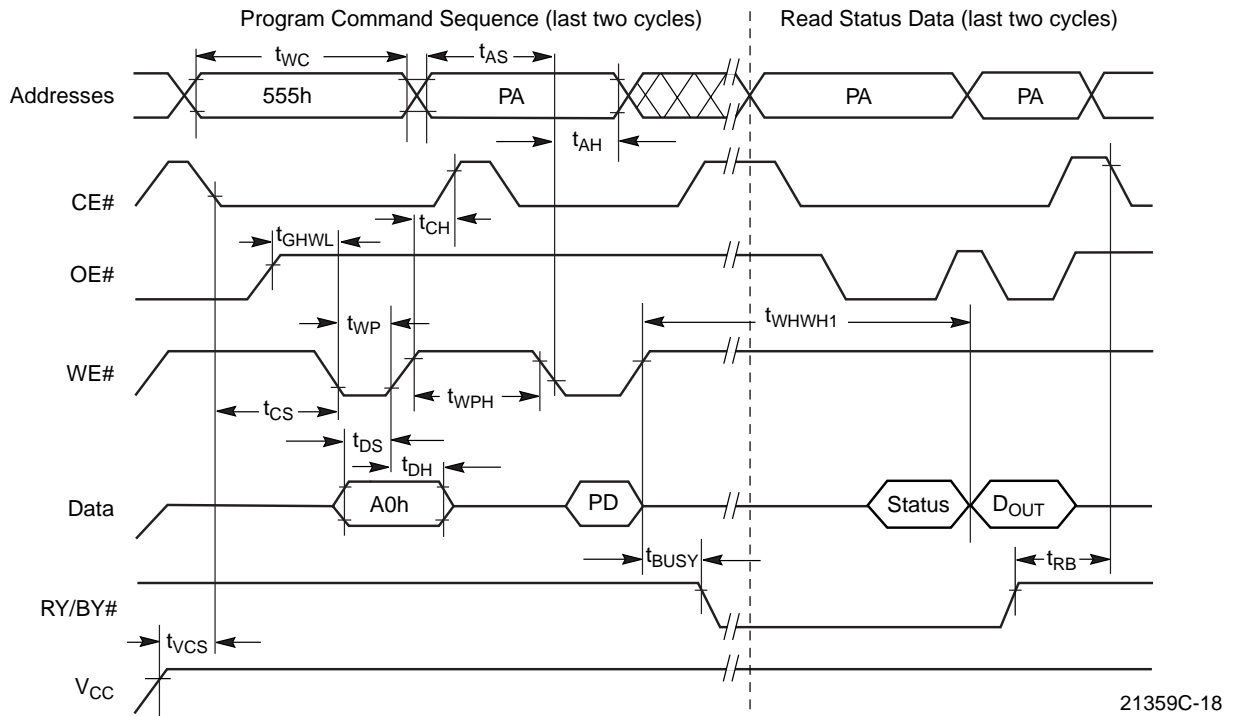 Program Command Sequence (last two cycles)
Read Status Data (last two cycles)
tWC
tAS
Addresses
555h
PA
PA
PA
tAH
CE#
tCH
tGHWL
OE#
tWP
tWHWH1
WE#
tCS
tWPH
tDS
tDH
Data
A0h
PD
Status
DOUT
tBUSY
tRB
RY/BY#
tVCS
VCC
21359C-18